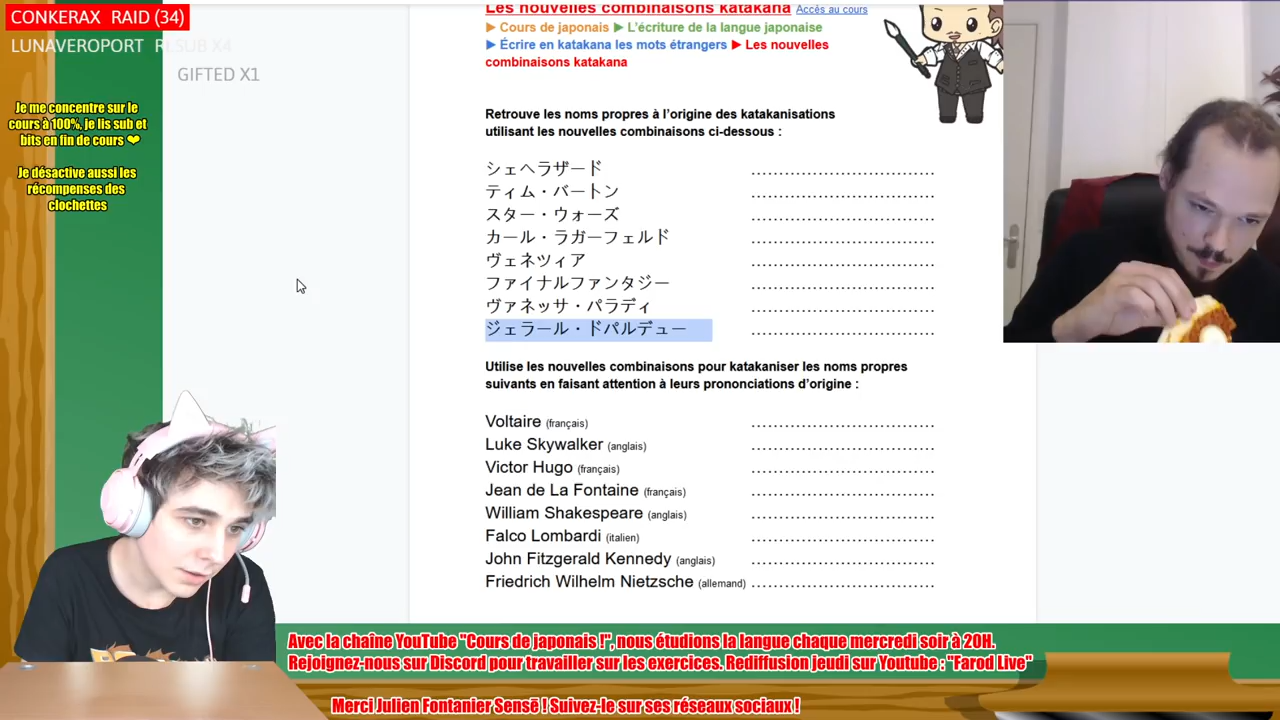 CONKERAX RAID (34)
LUNAVEROPORT
GIFTED X1
Je me concentre sur le
cours à 100%, je lis sub et
bits en fin de cours ❤
Je désactive aussi les
récompenses des
clochettes
Les nouvelles combinaisons katakana Accès au cours
▶ Cours de japonais ▶ L'écriture de la langue japonaise
▶ Écrire en katakana les mots étrangers ▶ Les nouvelles
combinaisons katakana
Retrouve les noms propres à l'origine des katakanisations
utilisant les nouvelles combinaisons ci-dessous :
シェヘラザード ........................................
ティム・バートン ........................................
スター・ウォーズ ........................................
カール・ラガーフェルド ........................................
ヴェネツィア ........................................
ファイナルファンタジー ........................................
ヴァネッサ・パラディ ........................................
ジェラール・ドパルデュー ........................................
Utilise les nouvelles combinaisons pour katakaniser les noms propres
suivants en faisant attention à leurs prononciations d'origine :
Voltaire (français) ........................................
Luke Skywalker (anglais) ........................................
Victor Hugo (français) ........................................
Jean de La Fontaine (français) ........................................
William Shakespeare (anglais) ........................................
Falco Lombardi (italien) ........................................
John Fitzgerald Kennedy (anglais) ........................................
Friedrich Wilhelm Nietzsche (allemand) ........................................
Avec la chaîne YouTube "Cours de japonais !", nous étudions la langue chaque mercredi soir à 20H.
Rejoignez-nous sur Discord pour travailler sur les exercices. Rediffusion jeudi sur Youtube : "Farod Live"
Merci Julien Fontanier Sensē ! Suivez-le sur ses réseaux sociaux !